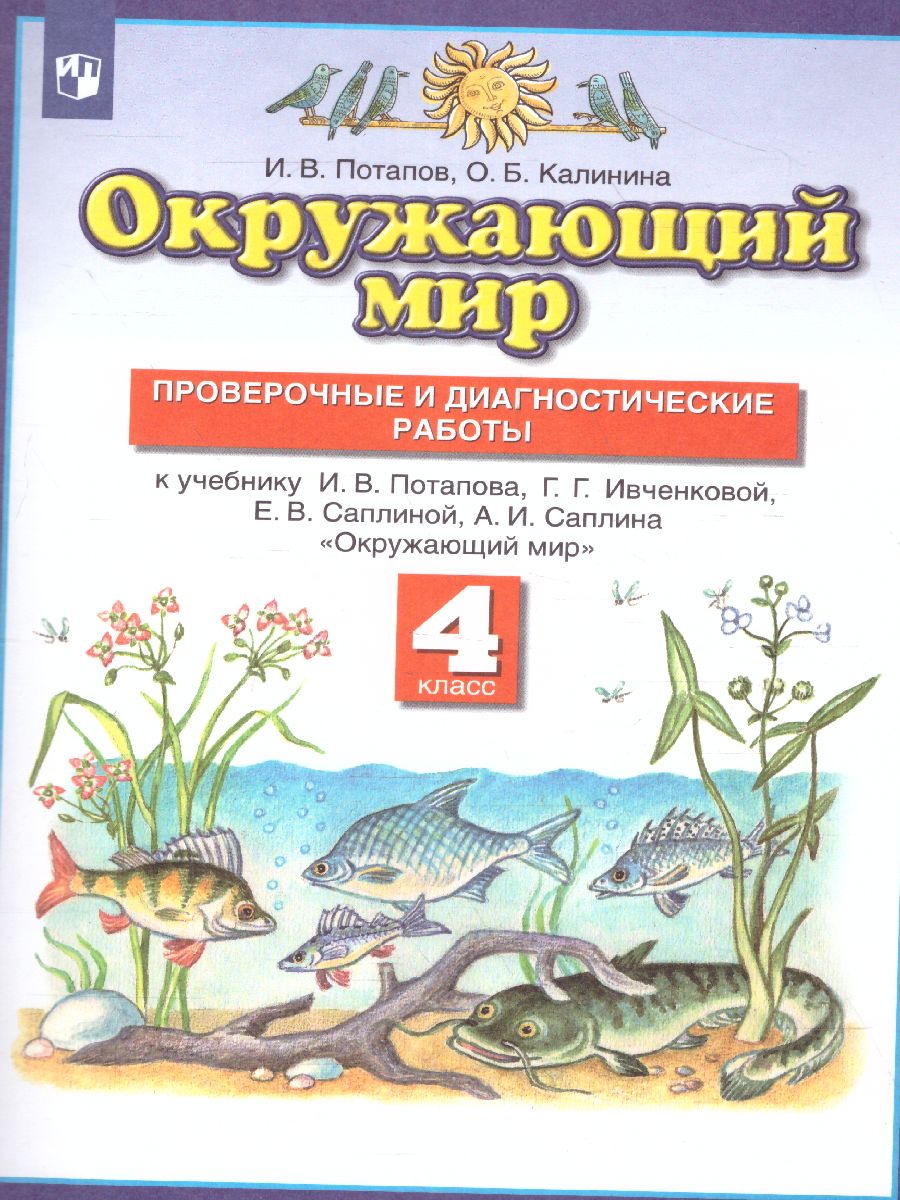 ИП
И. В. Потапов, О. Б. Калинина
Окружающий
мир
ПРОВЕРОЧНЫЕ И ДИАГНОСТИЧЕСКИЕ
РАБОТЫ
к учебнику И. В. Потапова, Г. Г. Ивченковой,
Е. В. Саплиной, А. И. Саплина
«Окружающий мир»
4
класс